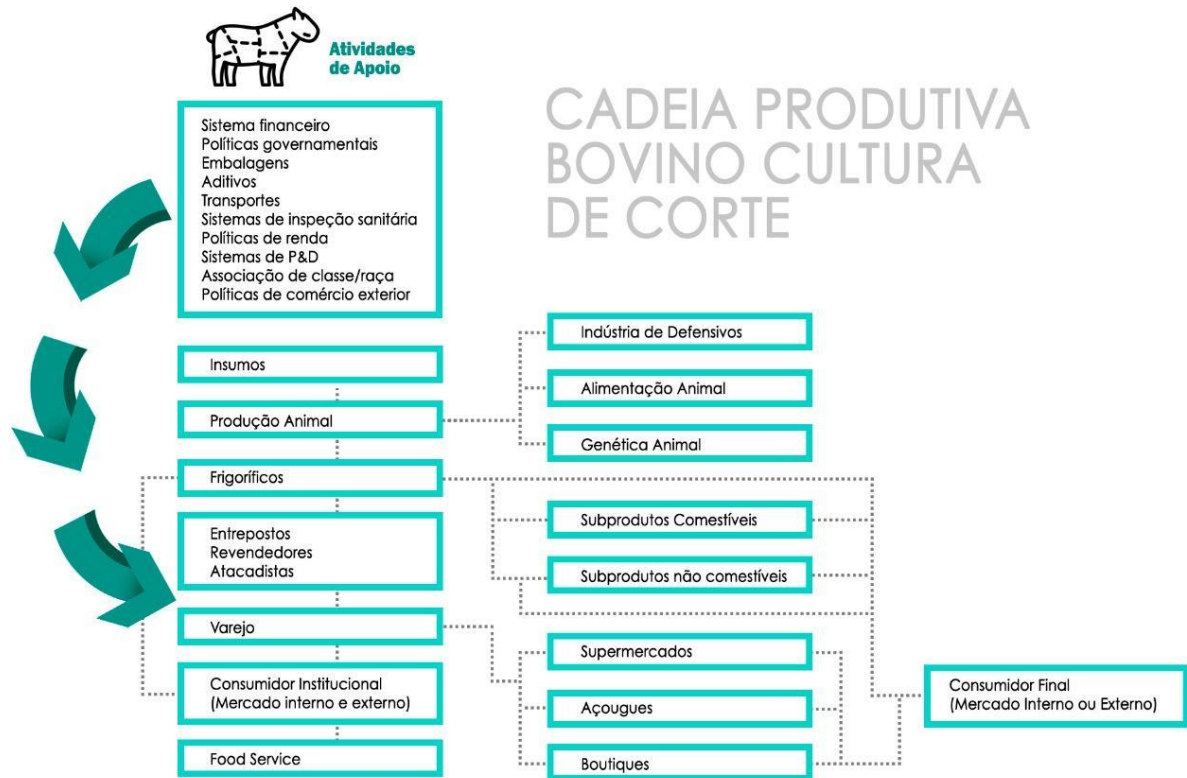 Atividades
de Apoio
CADEIA PRODUTIVA
BOVINO CULTURA
DE CORTE
Sistema financeiro
Políticas governamentais
Embalagens
Aditivos
Transportes
Sistemas de inspeção sanitária
Políticas de renda
Sistemas de P&D
Associação de classe/raça
Políticas de comércio exterior
Insumos
Produção Animal
Indústria de Defensivos
Alimentação Animal
Genética Animal
Frigoríficos
Entrepostos
Revendedores
Atacadistas
Subprodutos Comestíveis
Subprodutos não comestíveis
Varejo
Consumidor Institucional
(Mercado interno e externo)
Food Service
Supermercados
Açougues
Boutiques
Consumidor Final
(Mercado Interno ou Externo)